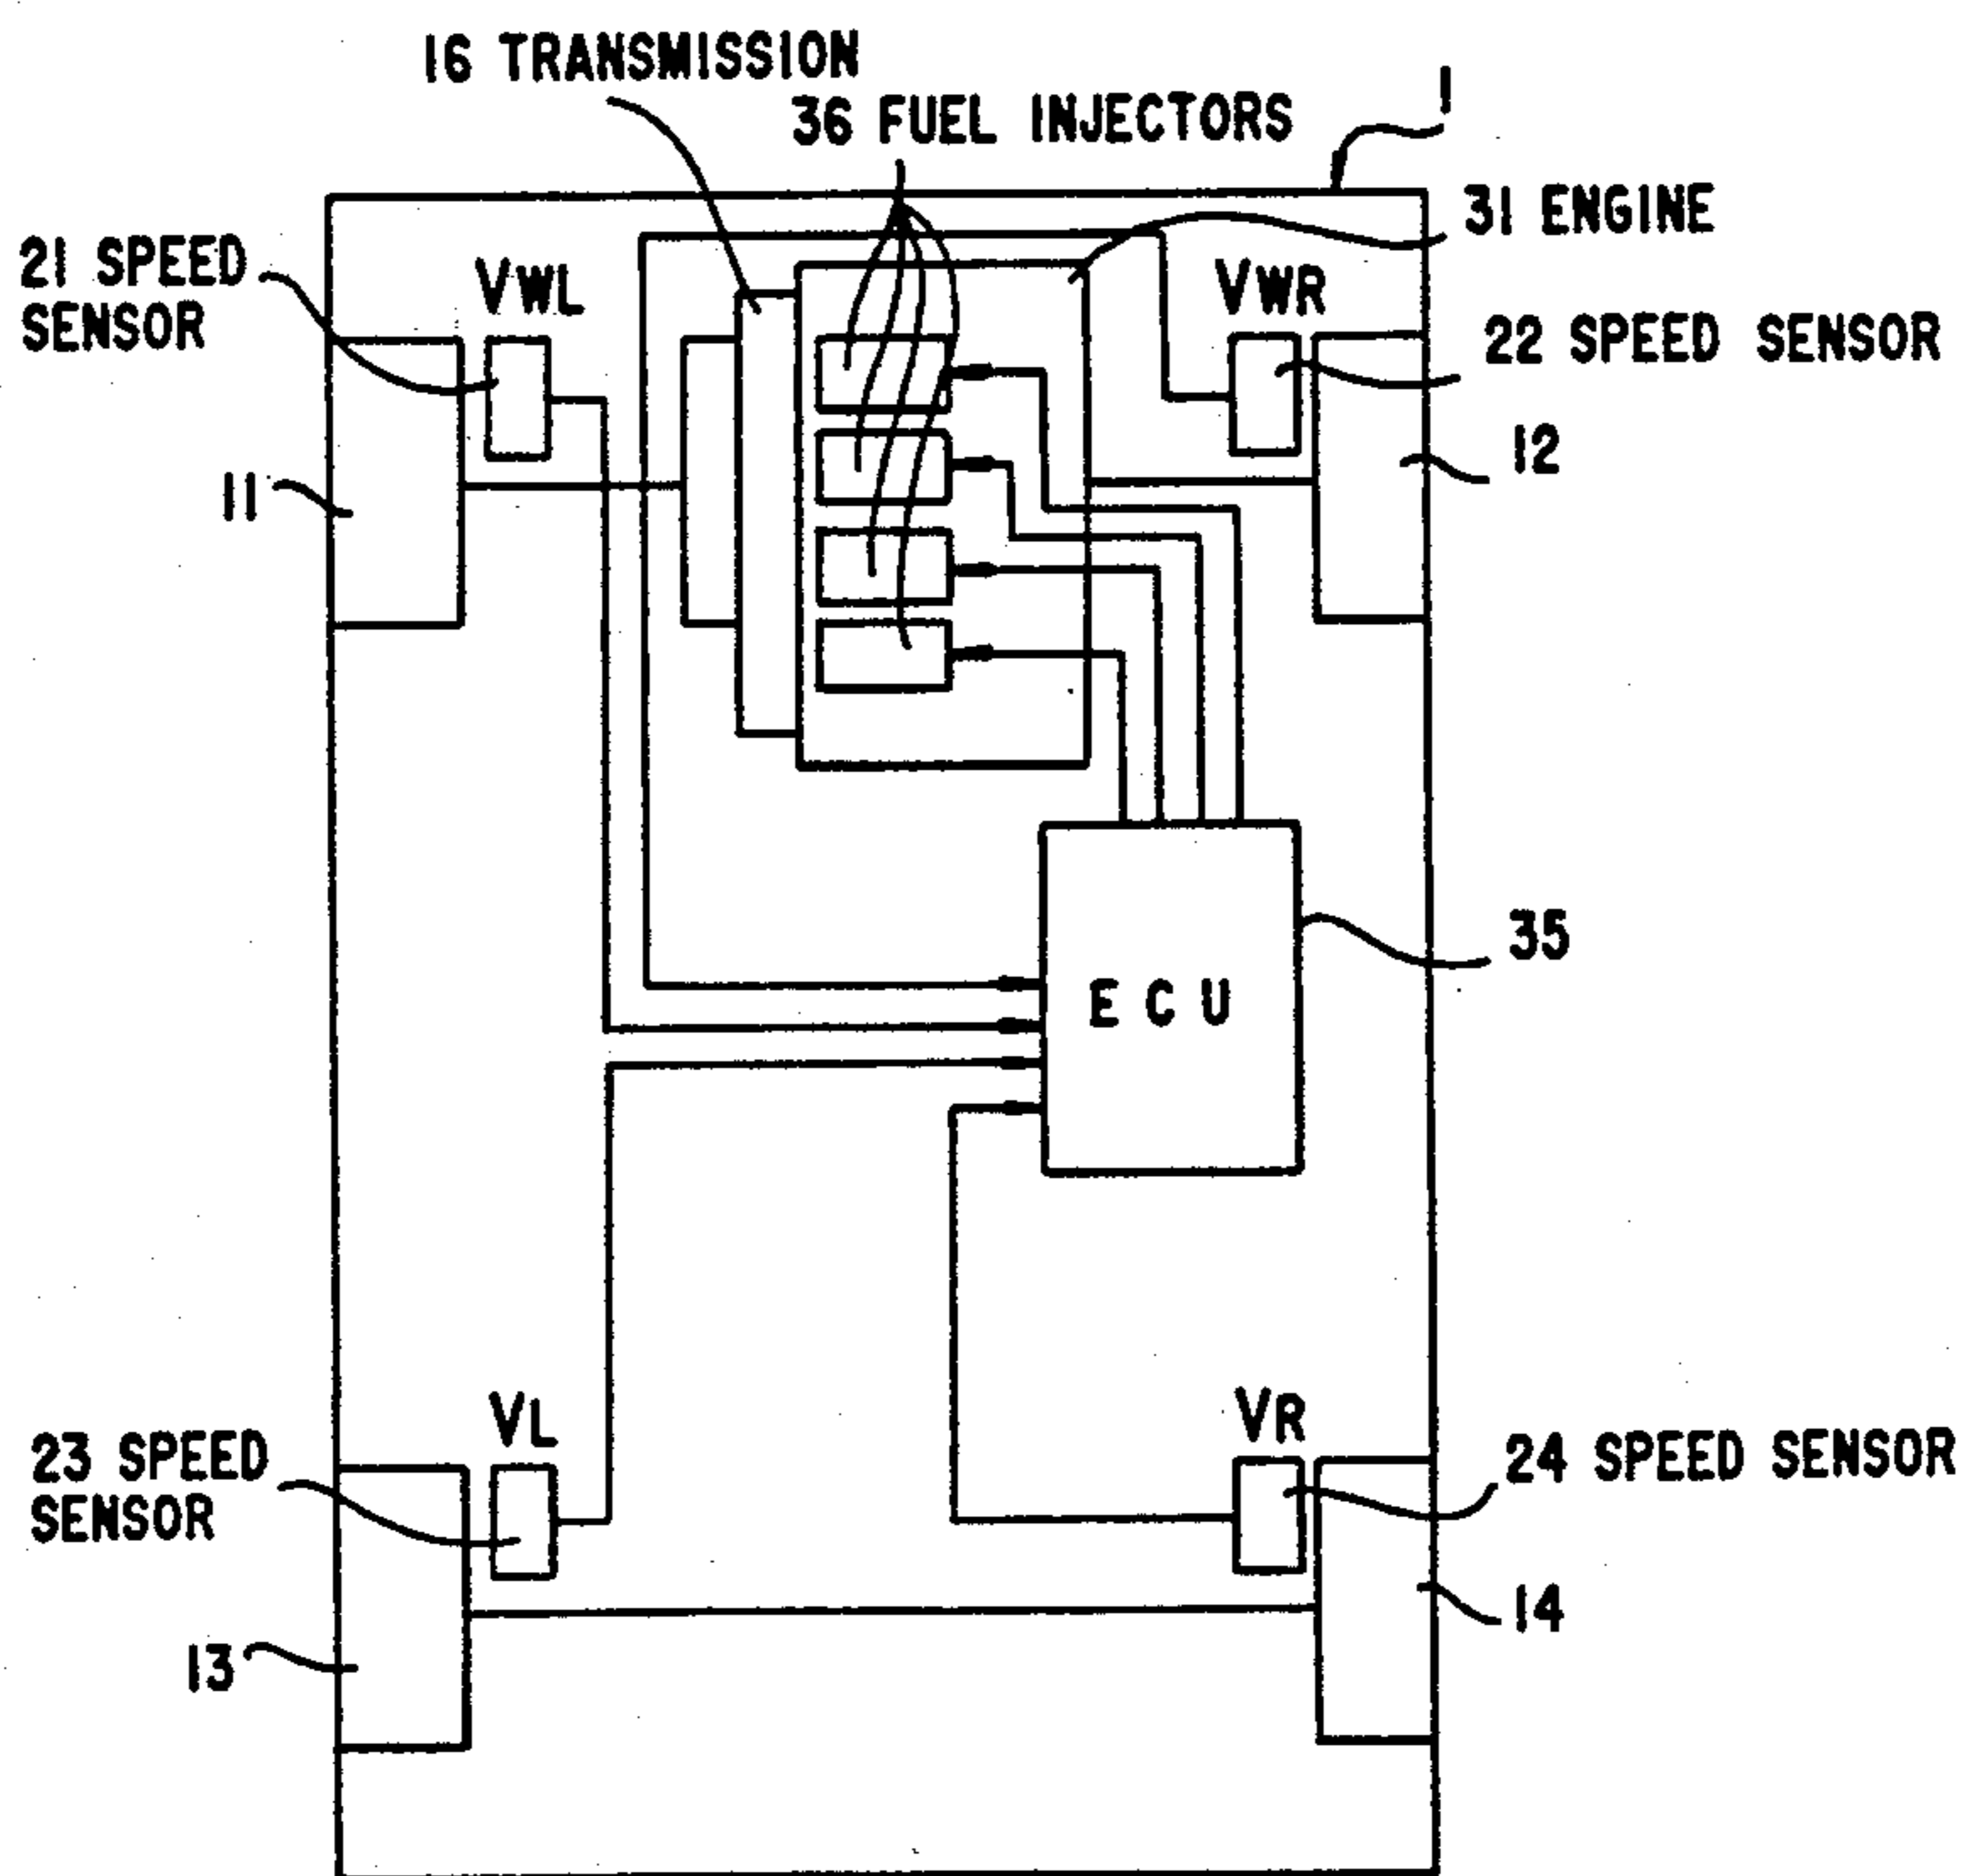 16 TRANSMISSION
36 FUEL INJECTORS
1
31 ENGINE
21 SPEED
SENSOR
VWL
VWR
22 SPEED SENSOR
11
12
35
ECU
VL
VR
23 SPEED
SENSOR
24 SPEED SENSOR
13
14